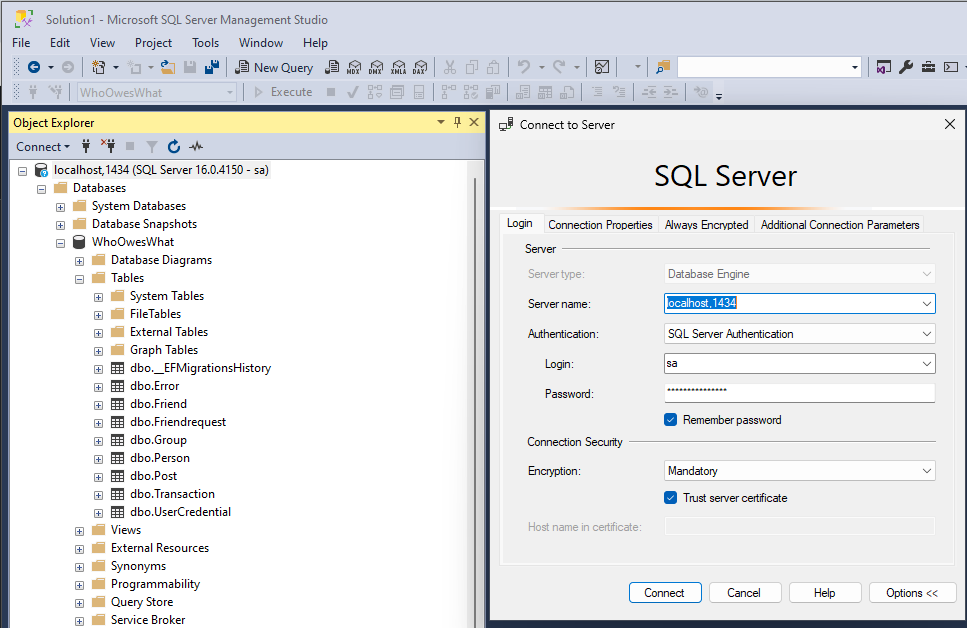 Solution1 - Microsoft SQL Server Management Studio
File Edit View Project Tools Window Help
New Query MDX DMX XMLA DAX
WhoOwesWhat Execute
Object Explorer
Connect
localhost,1434 (SQL Server 16.0.4150 - sa)
Databases
System Databases
Database Snapshots
WhoOwesWhat
Database Diagrams
Tables
System Tables
FileTables
External Tables
Graph Tables
dbo.__EFMigrationsHistory
dbo.Error
dbo.Friend
dbo.Friendrequest
dbo.Group
dbo.Person
dbo.Post
dbo.Transaction
dbo.UserCredential
Views
External Resources
Synonyms
Programmability
Query Store
Service Broker
Connect to Server
SQL Server
Login Connection Properties Always Encrypted Additional Connection Parameters
Server
Server type: Database Engine
Server name: localhost,1434
Authentication: SQL Server Authentication
Login: sa
Password: ***************
Remember password
Connection Security
Encryption: Mandatory
Trust server certificate
Host name in certificate:
Connect Cancel Help Options <<